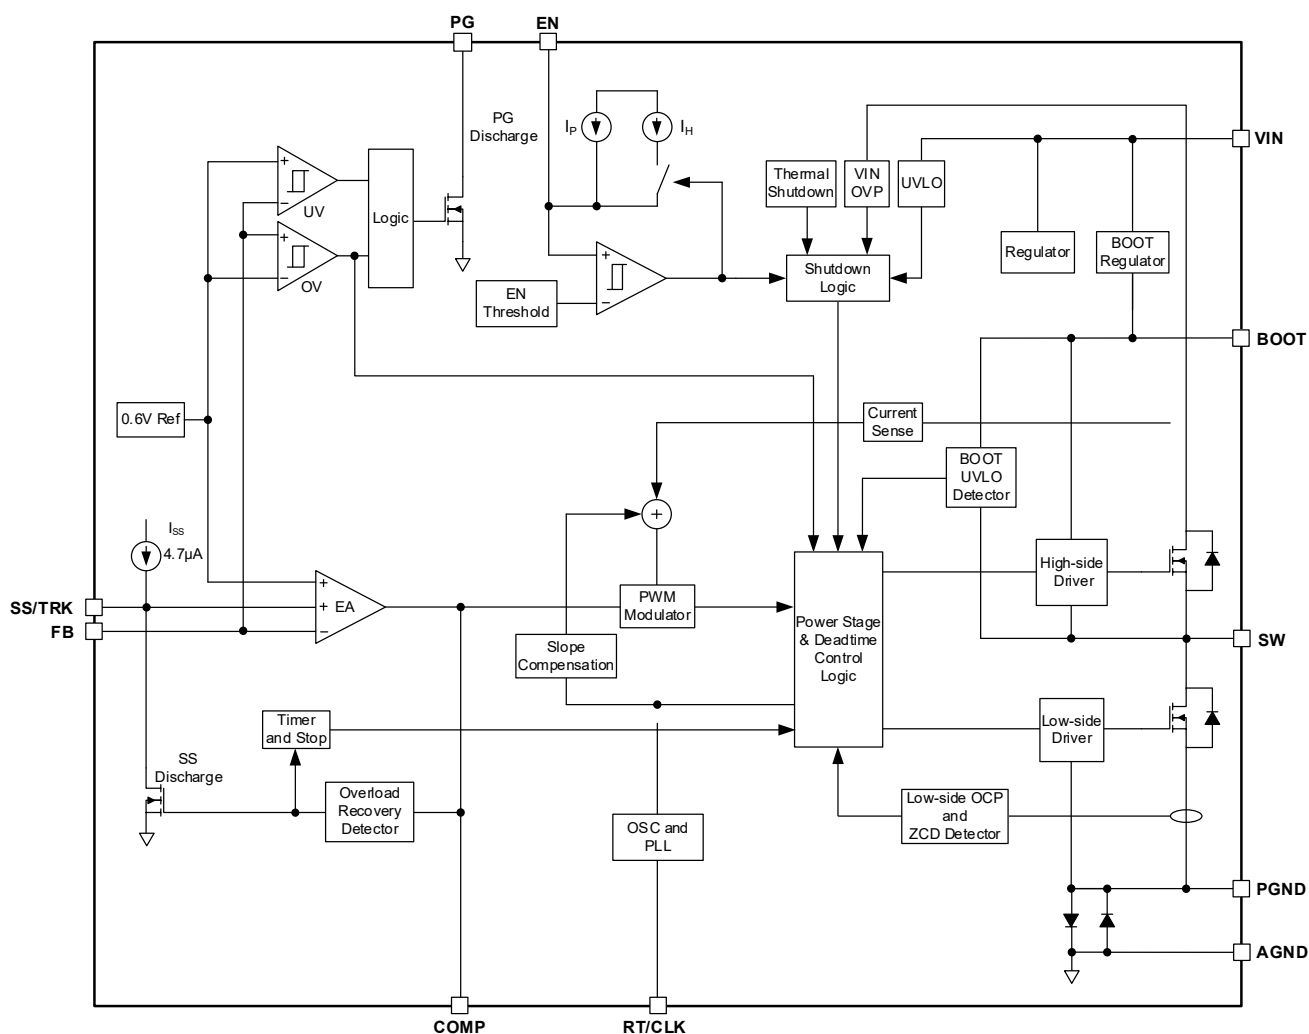 PG
EN
PG
Discharge
IP
IH
VIN
+
−
UV
Logic
Thermal
Shutdown
VIN
OVP
UVLO
+
−
OV
+
−
EN
Threshold
Shutdown
Logic
Regulator
BOOT
Regulator
BOOT
0.6V Ref
Current
Sense
BOOT
UVLO
Detector
ISS
4.7µA
+
SS/TRK
FB
+
+
−
EA
PWM
Modulator
Slope
Compensation
Power Stage
& Deadtime
Control
Logic
High-side
Driver
SW
Timer
and Stop
Low-side
Driver
SS
Discharge
Overload
Recovery
Detector
OSC and
PLL
Low-side OCP
and
ZCD Detector
PGND
AGND
COMP
RT/CLK